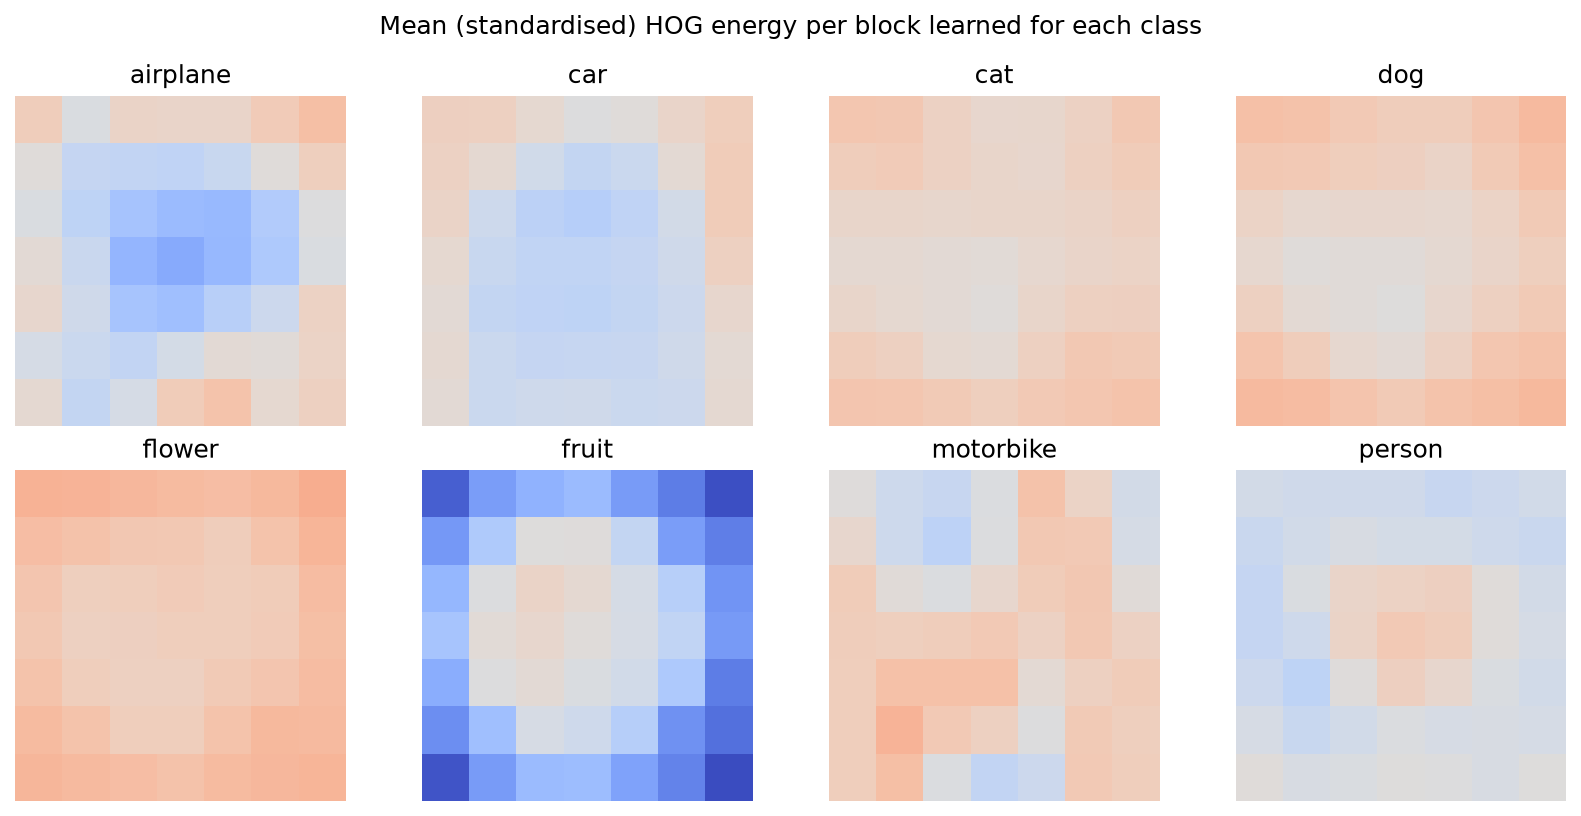 Mean (standardised) HOG energy per block learned for each class
airplane
car
cat
dog
flower
fruit
motorbike
person